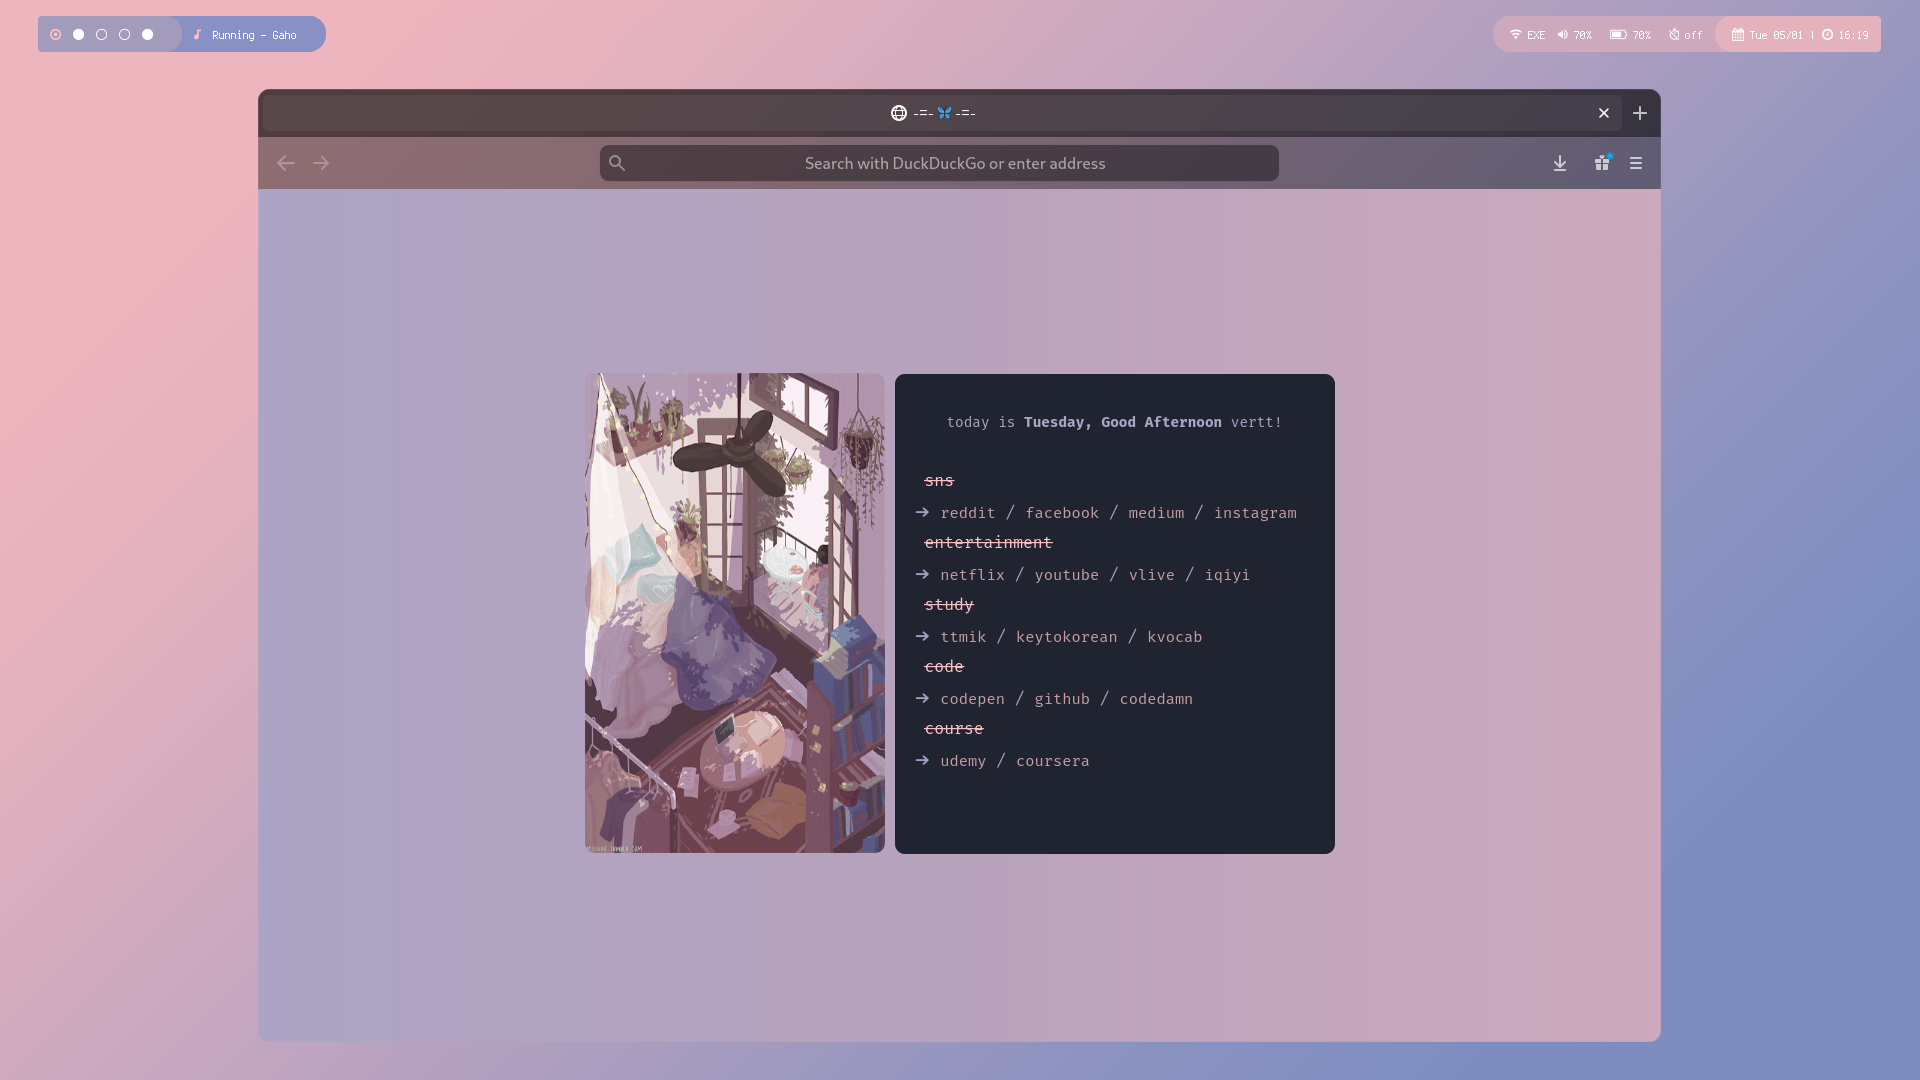 Running - Gaho
EXE 70% 70% off
Tue 05/01 | 16:19
-=- 🦋 -=-
Search with DuckDuckGo or enter address
today is Tuesday, Good Afternoon vertt!
sns
→ reddit / facebook / medium / instagram
entertainment
→ netflix / youtube / vlive / iqiyi
study
→ ttmik / keytokorean / kvocab
code
→ codepen / github / codedamn
course
→ udemy / coursera